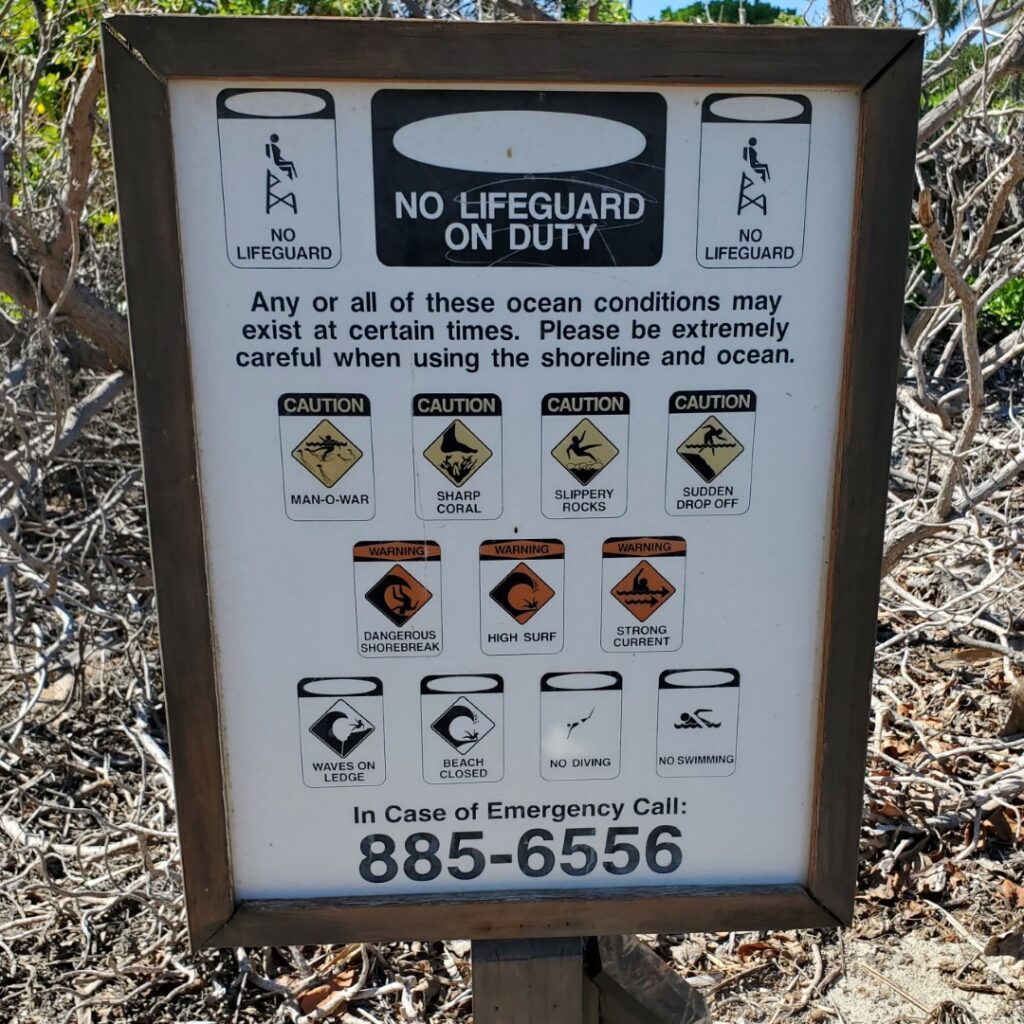 NO LIFEGUARD
ON DUTY
NO
LIFEGUARD
NO
LIFEGUARD
Any or all of these ocean conditions may
exist at certain times. Please be extremely
careful when using the shoreline and ocean.
CAUTION
MAN-O-WAR
CAUTION
SHARP
CORAL
CAUTION
SLIPPERY
ROCKS
CAUTION
SUDDEN
DROP OFF
WARNING
DANGEROUS
SHOREBREAK
WARNING
HIGH SURF
WARNING
STRONG
CURRENT
WAVES ON
LEDGE
BEACH
CLOSED
NO DIVING
NO SWIMMING
In Case of Emergency Call:
885-6556